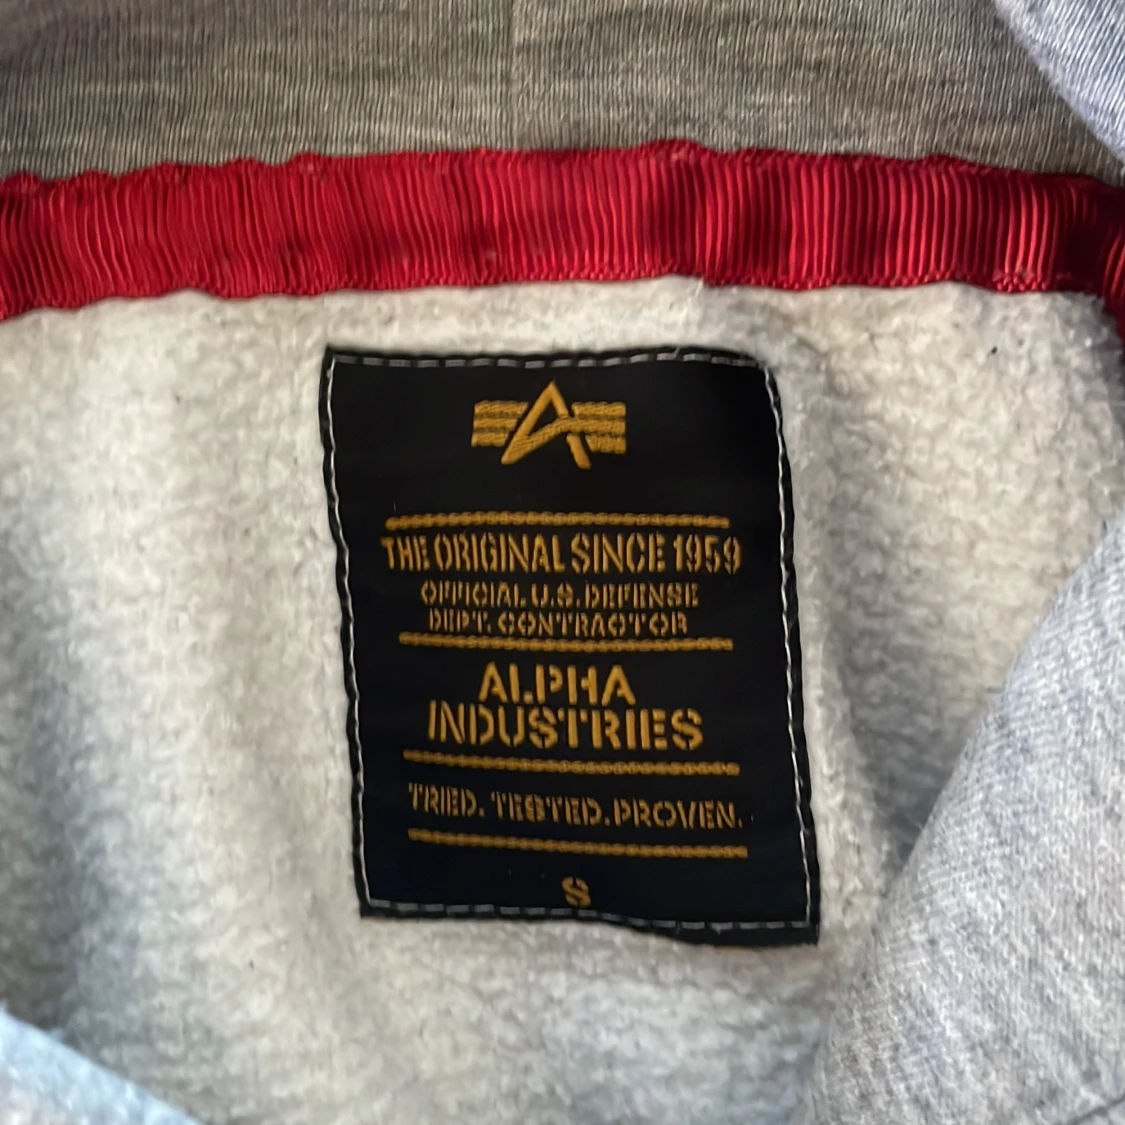 THE ORIGINAL SINCE 1959
OFFICIAL U.S. DEFENSE
DEPT. CONTRACTOR
ALPHA
INDUSTRIES
TRIED. TESTED. PROVEN.
S